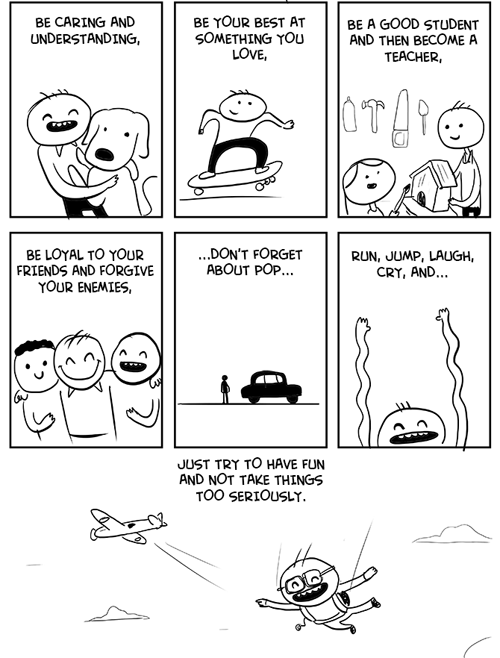 BE CARING AND
UNDERSTANDING,
BE YOUR BEST AT
SOMETHING YOU
LOVE,
BE A GOOD STUDENT
AND THEN BECOME A
TEACHER,
BE LOYAL TO YOUR
FRIENDS AND FORGIVE
YOUR ENEMIES,
...DON'T FORGET
ABOUT POP...
RUN, JUMP, LAUGH,
CRY, AND...
JUST TRY TO HAVE FUN
AND NOT TAKE THINGS
TOO SERIOUSLY.